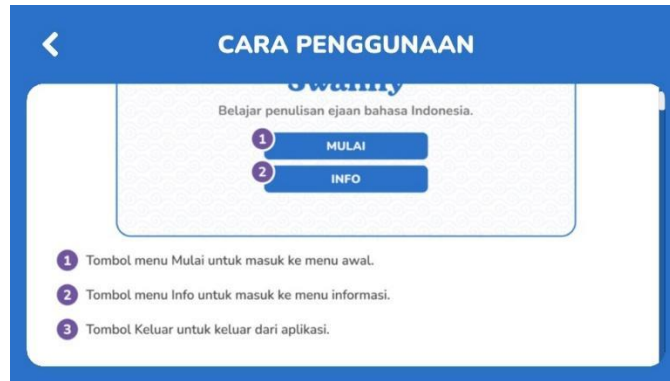 CARA PENGGUNAAN
Swanny
Belajar penulisan ejaan bahasa Indonesia.
1 MULAI
2 INFO
1 Tombol menu Mulai untuk masuk ke menu awal.
2 Tombol menu Info untuk masuk ke menu informasi.
3 Tombol Keluar untuk keluar dari aplikasi.